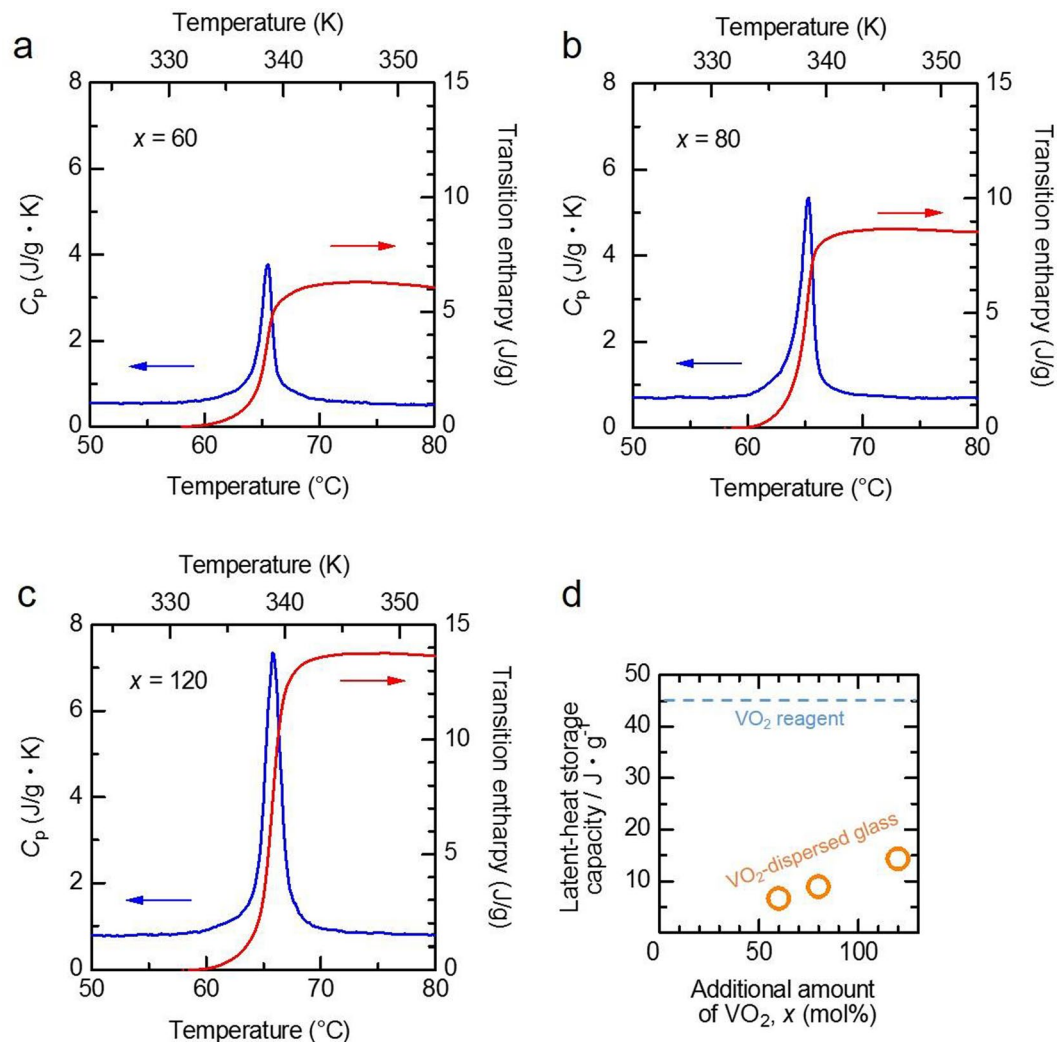 a
Temperature (K)
330 340 350
8 15
x = 60
6
10
4
5
2
0 0
50 60 70 80
Cp (J/g・K)
Transition entharpy (J/g)
Temperature (°C)
b
Temperature (K)
330 340 350
8 15
x = 80
6
10
4
5
2
0 0
50 60 70 80
Cp (J/g・K)
Transition entharpy (J/g)
Temperature (°C)
c
Temperature (K)
330 340 350
8 15
x = 120
6
10
4
5
2
0 0
50 60 70 80
Cp (J/g・K)
Transition entharpy (J/g)
Temperature (°C)
d
50
VO₂ reagent
40
30
20
VO₂-dispersed glass
10
0 50 100
Latent-heat storage
capacity / J・g⁻¹
Additional amount
of VO₂, x (mol%)